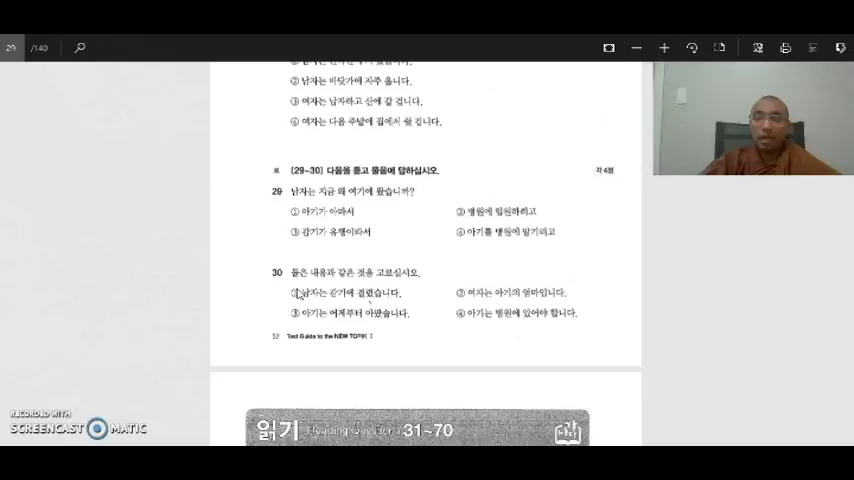 29 /140
② 남자는 바닷가에 자주 옵니다.
③ 여자는 남자하고 산에 갈 겁니다.
④ 여자는 다음 주말에 집에서 쉴 겁니다.
※ [29~30] 다음을 듣고 물음에 답하십시오. 각 4점
29 남자는 지금 왜 여기에 왔습니까?
① 아기가 아파서 ② 병원에 입원하려고
③ 감기가 유행이라서 ④ 아기를 병원에 맡기려고
30 들은 내용과 같은 것을 고르십시오.
① 남자는 감기에 걸렸습니다. ② 여자는 아기의 엄마입니다.
③ 아기는 어제부터 아팠습니다. ④ 아기는 병원에 있어야 합니다.
52 Test Guide to the NEW TOPIK I
읽기 Reading Questions 31~70
RECORDED WITH
SCREENCAST MATIC